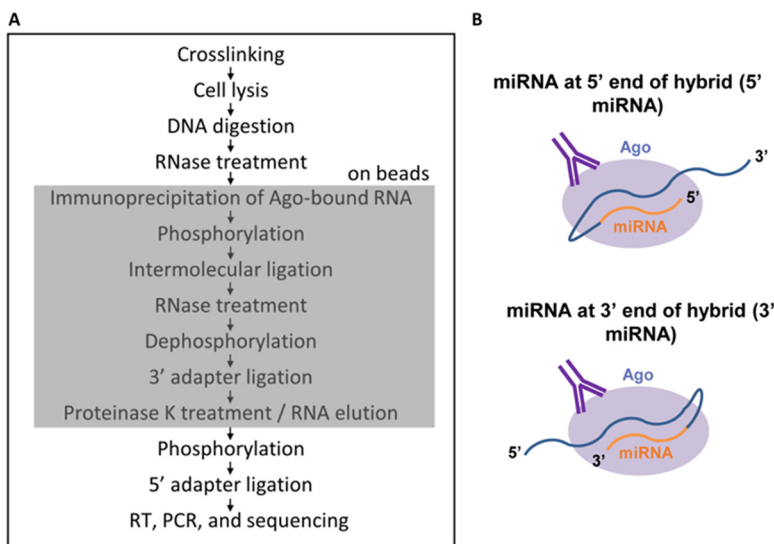 A
Crosslinking
Cell lysis
DNA digestion
RNase treatment
on beads
Immunoprecipitation of Ago-bound RNA
Phosphorylation
Intermolecular ligation
RNase treatment
Dephosphorylation
3’ adapter ligation
Proteinase K treatment / RNA elution
Phosphorylation
5’ adapter ligation
RT, PCR, and sequencing
B
miRNA at 5’ end of hybrid (5’
miRNA)
Ago
3’
5’
miRNA
miRNA at 3’ end of hybrid (3’
miRNA)
Ago
miRNA
5’
3’